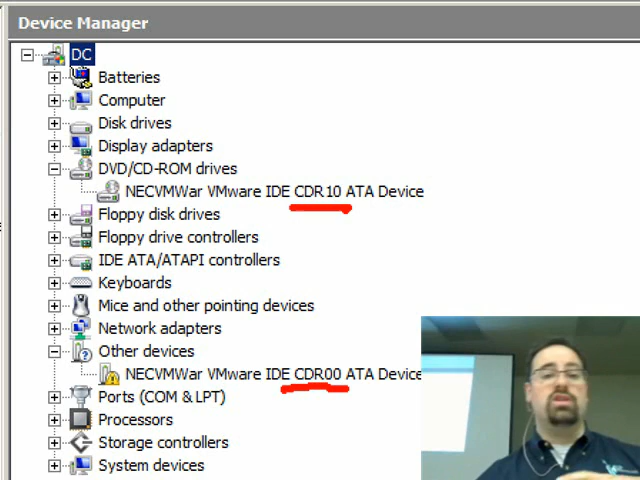 Device Manager
DC
Batteries
Computer
Disk drives
Display adapters
DVD/CD-ROM drives
NECVMWar VMware IDE CDR10 ATA Device
Floppy disk drives
Floppy drive controllers
IDE ATA/ATAPI controllers
Keyboards
Mice and other pointing devices
Network adapters
Other devices
NECVMWar VMware IDE CDR00 ATA Device
Ports (COM & LPT)
Processors
Storage controllers
System devices